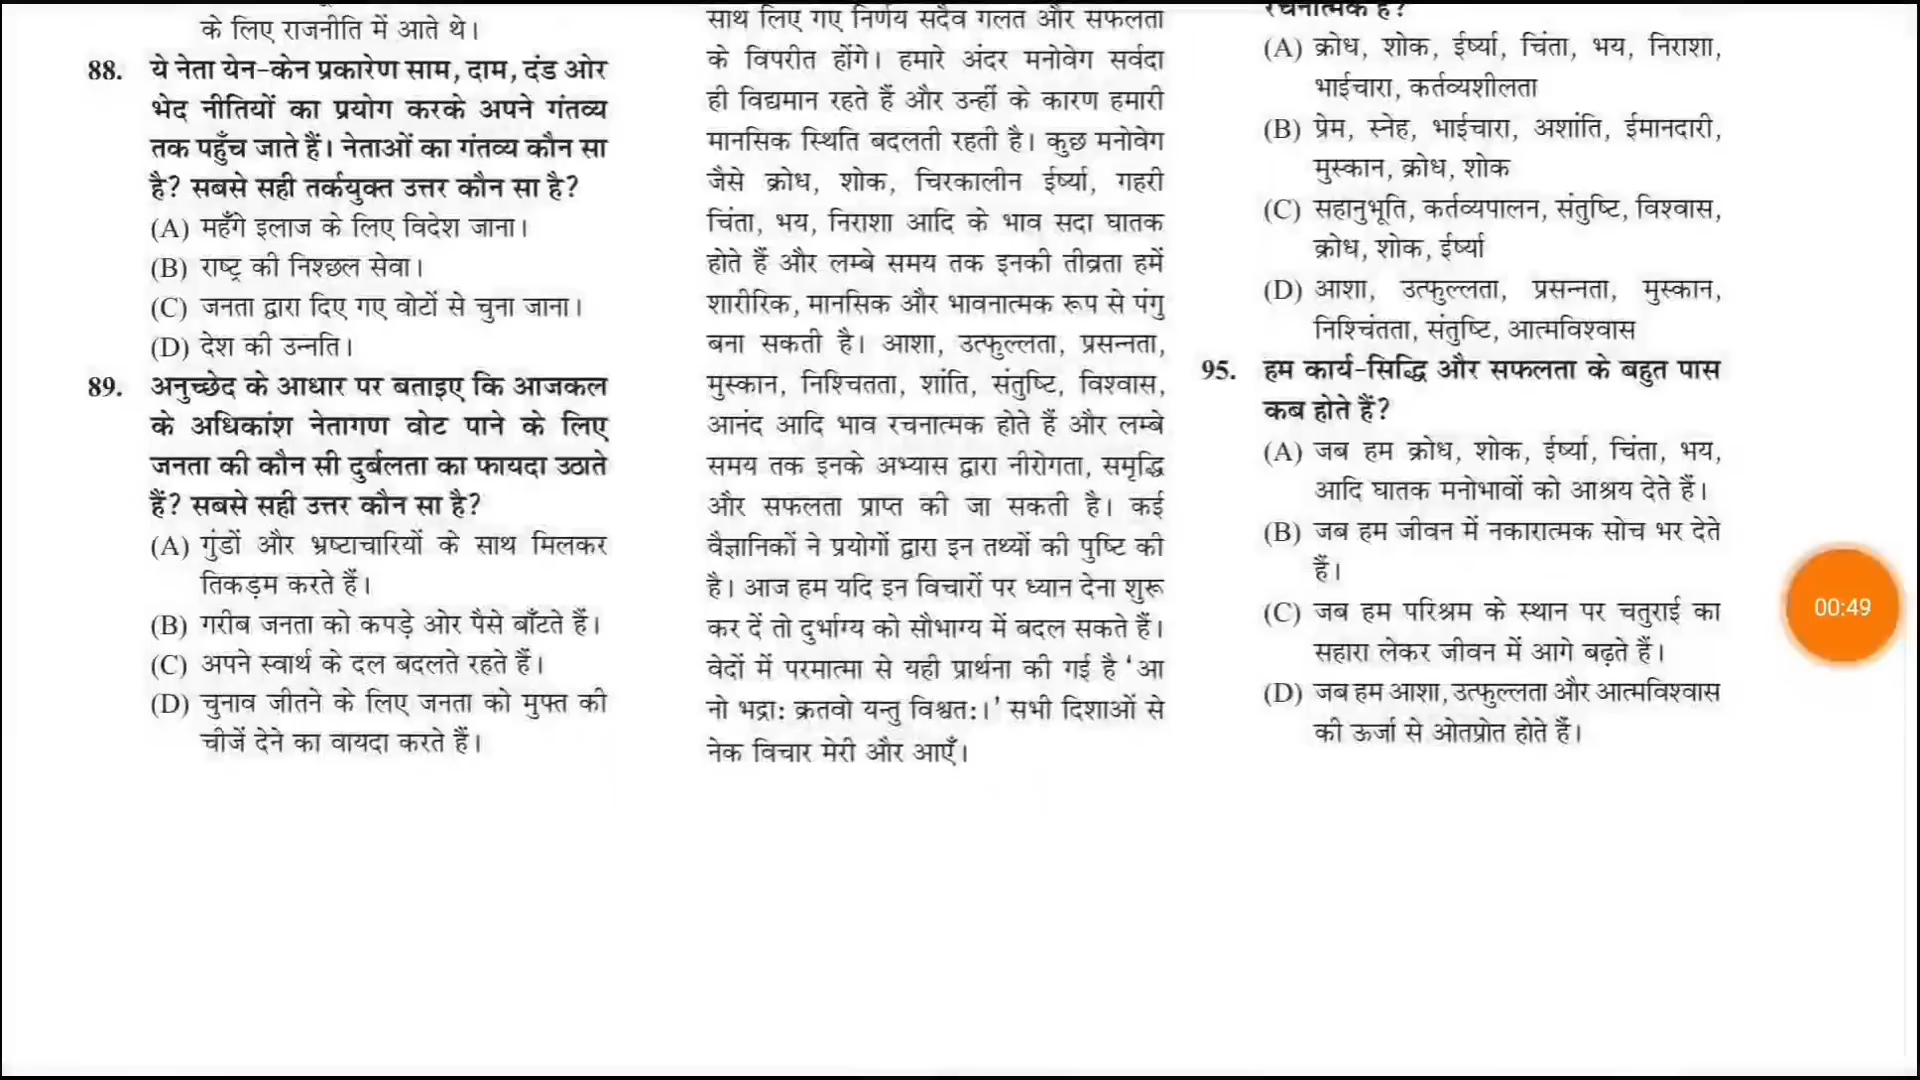 के लिए राजनीति में आते थे।
88. ये नेता येन-केन प्रकारेण साम, दाम, दंड ओर
भेद नीतियों का प्रयोग करके अपने गंतव्य
तक पहुँच जाते हैं। नेताओं का गंतव्य कौन सा
है? सबसे सही तर्कयुक्त उत्तर कौन सा है?
(A) महँगे इलाज के लिए विदेश जाना।
(B) राष्ट्र की निश्छल सेवा।
(C) जनता द्वारा दिए गए वोटों से चुना जाना।
(D) देश की उन्नति।
89. अनुच्छेद के आधार पर बताइए कि आजकल
के अधिकांश नेतागण वोट पाने के लिए
जनता की कौन सी दुर्बलता का फायदा उठाते
हैं? सबसे सही उत्तर कौन सा है?
(A) गुंडों और भ्रष्टाचारियों के साथ मिलकर
तिकड़म करते हैं।
(B) गरीब जनता को कपड़े ओर पैसे बाँटते हैं।
(C) अपने स्वार्थ के दल बदलते रहते हैं।
(D) चुनाव जीतने के लिए जनता को मुफ्त की
चीजें देने का वायदा करते हैं।
साथ लिए गए निर्णय सदैव गलत और सफलता
के विपरीत होंगे। हमारे अंदर मनोवेग सर्वदा
ही विद्यमान रहते हैं और उन्हीं के कारण हमारी
मानसिक स्थिति बदलती रहती है। कुछ मनोवेग
जैसे क्रोध, शोक, चिरकालीन ईर्ष्या, गहरी
चिंता, भय, निराशा आदि के भाव सदा घातक
होते हैं और लम्बे समय तक इनकी तीव्रता हमें
शारीरिक, मानसिक और भावनात्मक रूप से पंगु
बना सकती है। आशा, उत्फुल्लता, प्रसन्नता,
मुस्कान, निश्चिंतता, शांति, संतुष्टि, विश्वास,
आनंद आदि भाव रचनात्मक होते हैं और लम्बे
समय तक इनके अभ्यास द्वारा नीरोगता, समृद्धि
और सफलता प्राप्त की जा सकती है। कई
वैज्ञानिकों ने प्रयोगों द्वारा इन तथ्यों की पुष्टि की
है। आज हम यदि इन विचारों पर ध्यान देना शुरू
कर दें तो दुर्भाग्य को सौभाग्य में बदल सकते हैं।
वेदों में परमात्मा से यही प्रार्थना की गई है ‘आ
नो भद्राः क्रतवो यन्तु विश्वतः।’ सभी दिशाओं से
नेक विचार मेरी और आएँ।
रचनात्मक हैं?
(A) क्रोध, शोक, ईर्ष्या, चिंता, भय, निराशा,
भाईचारा, कर्तव्यशीलता
(B) प्रेम, स्नेह, भाईचारा, अशांति, ईमानदारी,
मुस्कान, क्रोध, शोक
(C) सहानुभूति, कर्तव्यपालन, संतुष्टि, विश्वास,
क्रोध, शोक, ईर्ष्या
(D) आशा, उत्फुल्लता, प्रसन्नता, मुस्कान,
निश्चिंतता, संतुष्टि, आत्मविश्वास
95. हम कार्य-सिद्धि और सफलता के बहुत पास
कब होते हैं?
(A) जब हम क्रोध, शोक, ईर्ष्या, चिंता, भय,
आदि घातक मनोभावों को आश्रय देते हैं।
(B) जब हम जीवन में नकारात्मक सोच भर देते
हैं।
(C) जब हम परिश्रम के स्थान पर चतुराई का
सहारा लेकर जीवन में आगे बढ़ते हैं।
(D) जब हम आशा, उत्फुल्लता और आत्मविश्वास
की ऊर्जा से ओतप्रोत होते हैं।
00:49